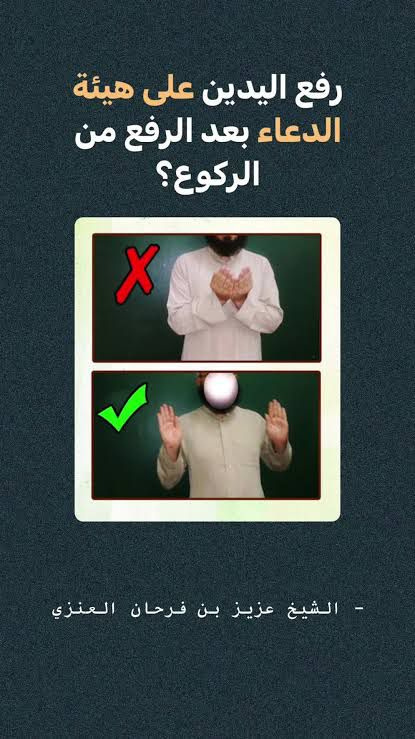 رفع اليدين على هيئة
الدعاء بعد الرفع من
الركوع؟
- الشيخ عزيز بن فرحان العنزي